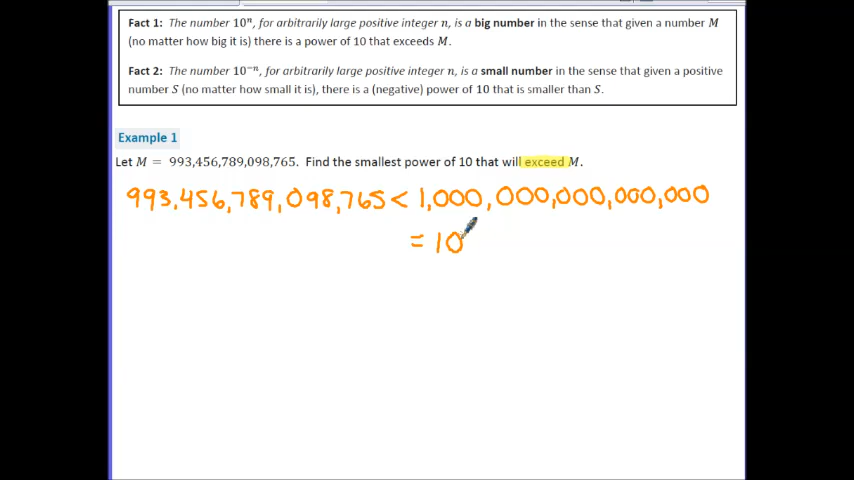 Fact 1: The number 10ⁿ, for arbitrarily large positive integer n, is a big number in the sense that given a number M
(no matter how big it is) there is a power of 10 that exceeds M.
Fact 2: The number 10⁻ⁿ, for arbitrarily large positive integer n, is a small number in the sense that given a positive
number S (no matter how small it is), there is a (negative) power of 10 that is smaller than S.
Example 1
Let M = 993,456,789,098,765. Find the smallest power of 10 that will exceed M.
993,456,789,098,765 < 1,000,000,000,000,000
= 10